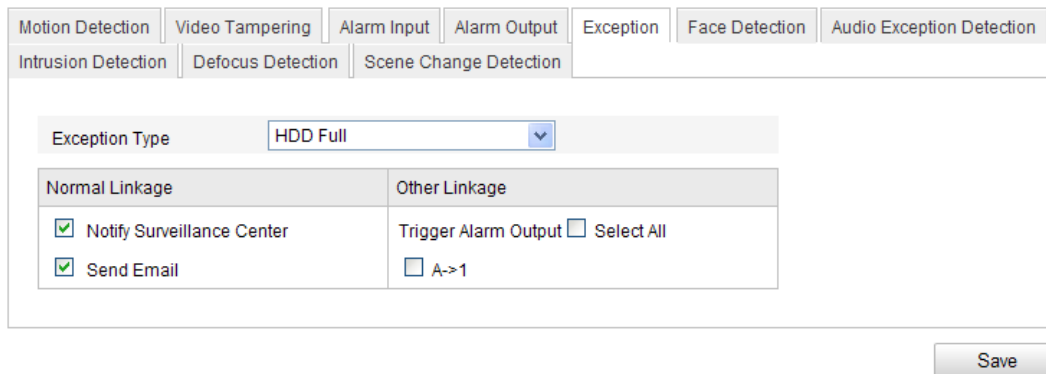 Motion Detection Video Tampering Alarm Input Alarm Output Exception Face Detection Audio Exception Detection
Intrusion Detection Defocus Detection Scene Change Detection
Exception Type HDD Full
Normal Linkage Other Linkage
Notify Surveillance Center Trigger Alarm Output Select All
Send Email A->1
Save